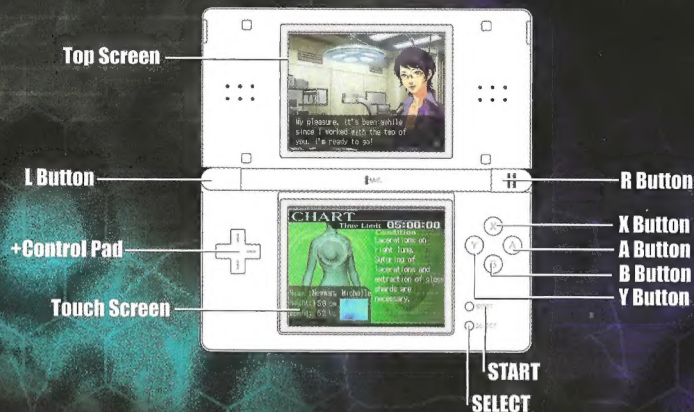 Top Screen
My pleasure. It's been awhile
since I worked with the two of
you. I'm ready to go!
L Button
R Button
+Control Pad
X Button
A Button
B Button
Y Button
X
Y
A
B
Touch Screen
CHART
Time Limit 05:00:00
Condition
Lacerations on
right lung.
Suturing of
lacerations and
extraction of glass
shards are
necessary.
Newman, Michelle
START
SELECT